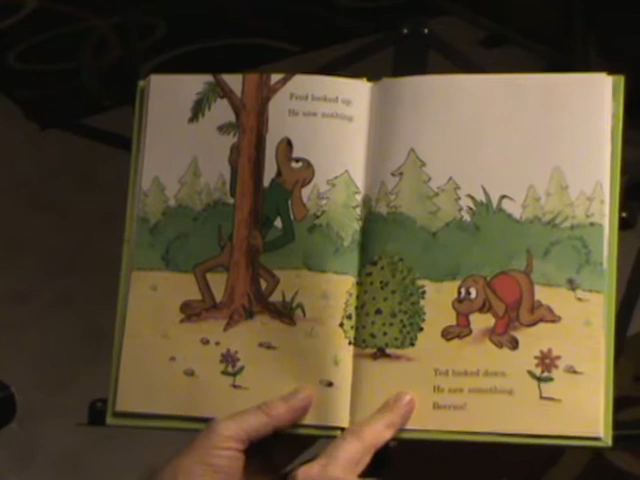 Fred looked up.
He saw nothing.
Ted looked down.
He saw something.
Berries!